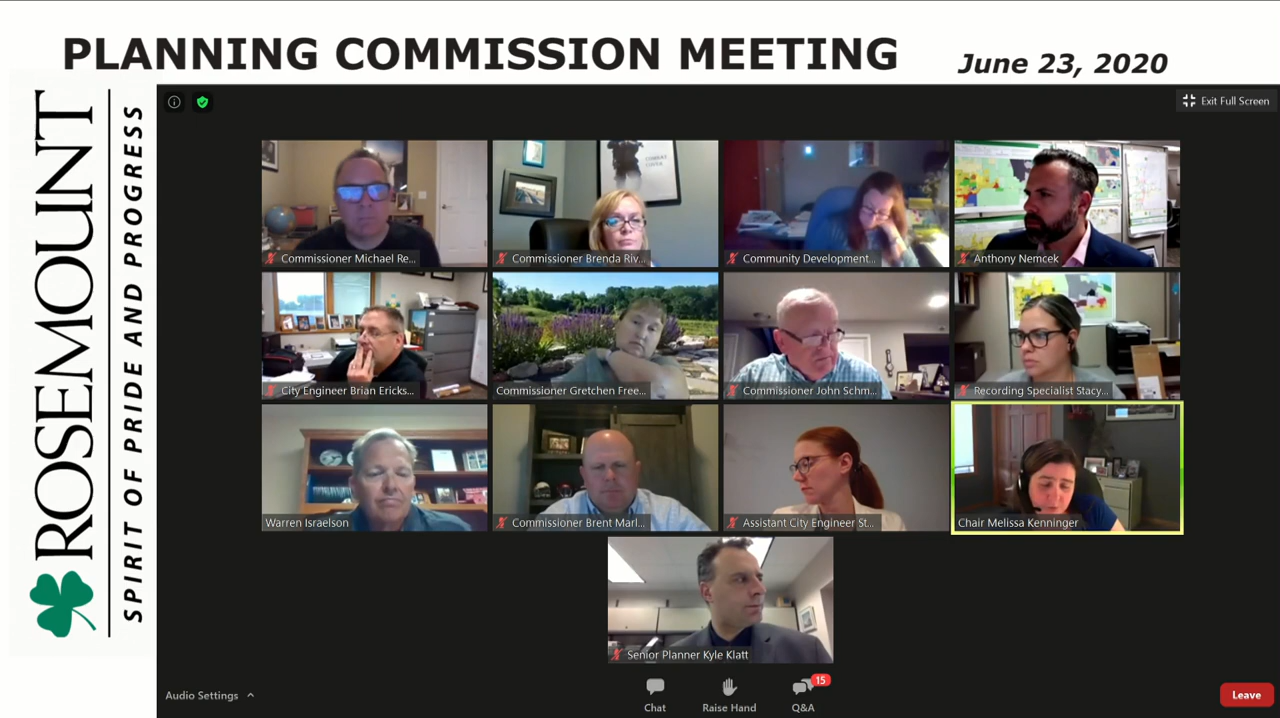 PLANNING COMMISSION MEETING
June 23, 2020
ROSEMOUNT
SPIRIT OF PRIDE AND PROGRESS
Exit Full Screen
COMBAT
Commissioner Michael Re...
Commissioner Brenda Riv...
Community Development...
Anthony Nemcek
City Engineer Brian Ericks...
Commissioner Gretchen Free...
Commissioner John Schm...
Recording Specialist Stacy...
Warren Israelson
Commissioner Brent Marl...
Assistant City Engineer St...
Chair Melissa Kenninger
Senior Planner Kyle Klatt
Audio Settings
Chat
Raise Hand
15
Q&A
Leave